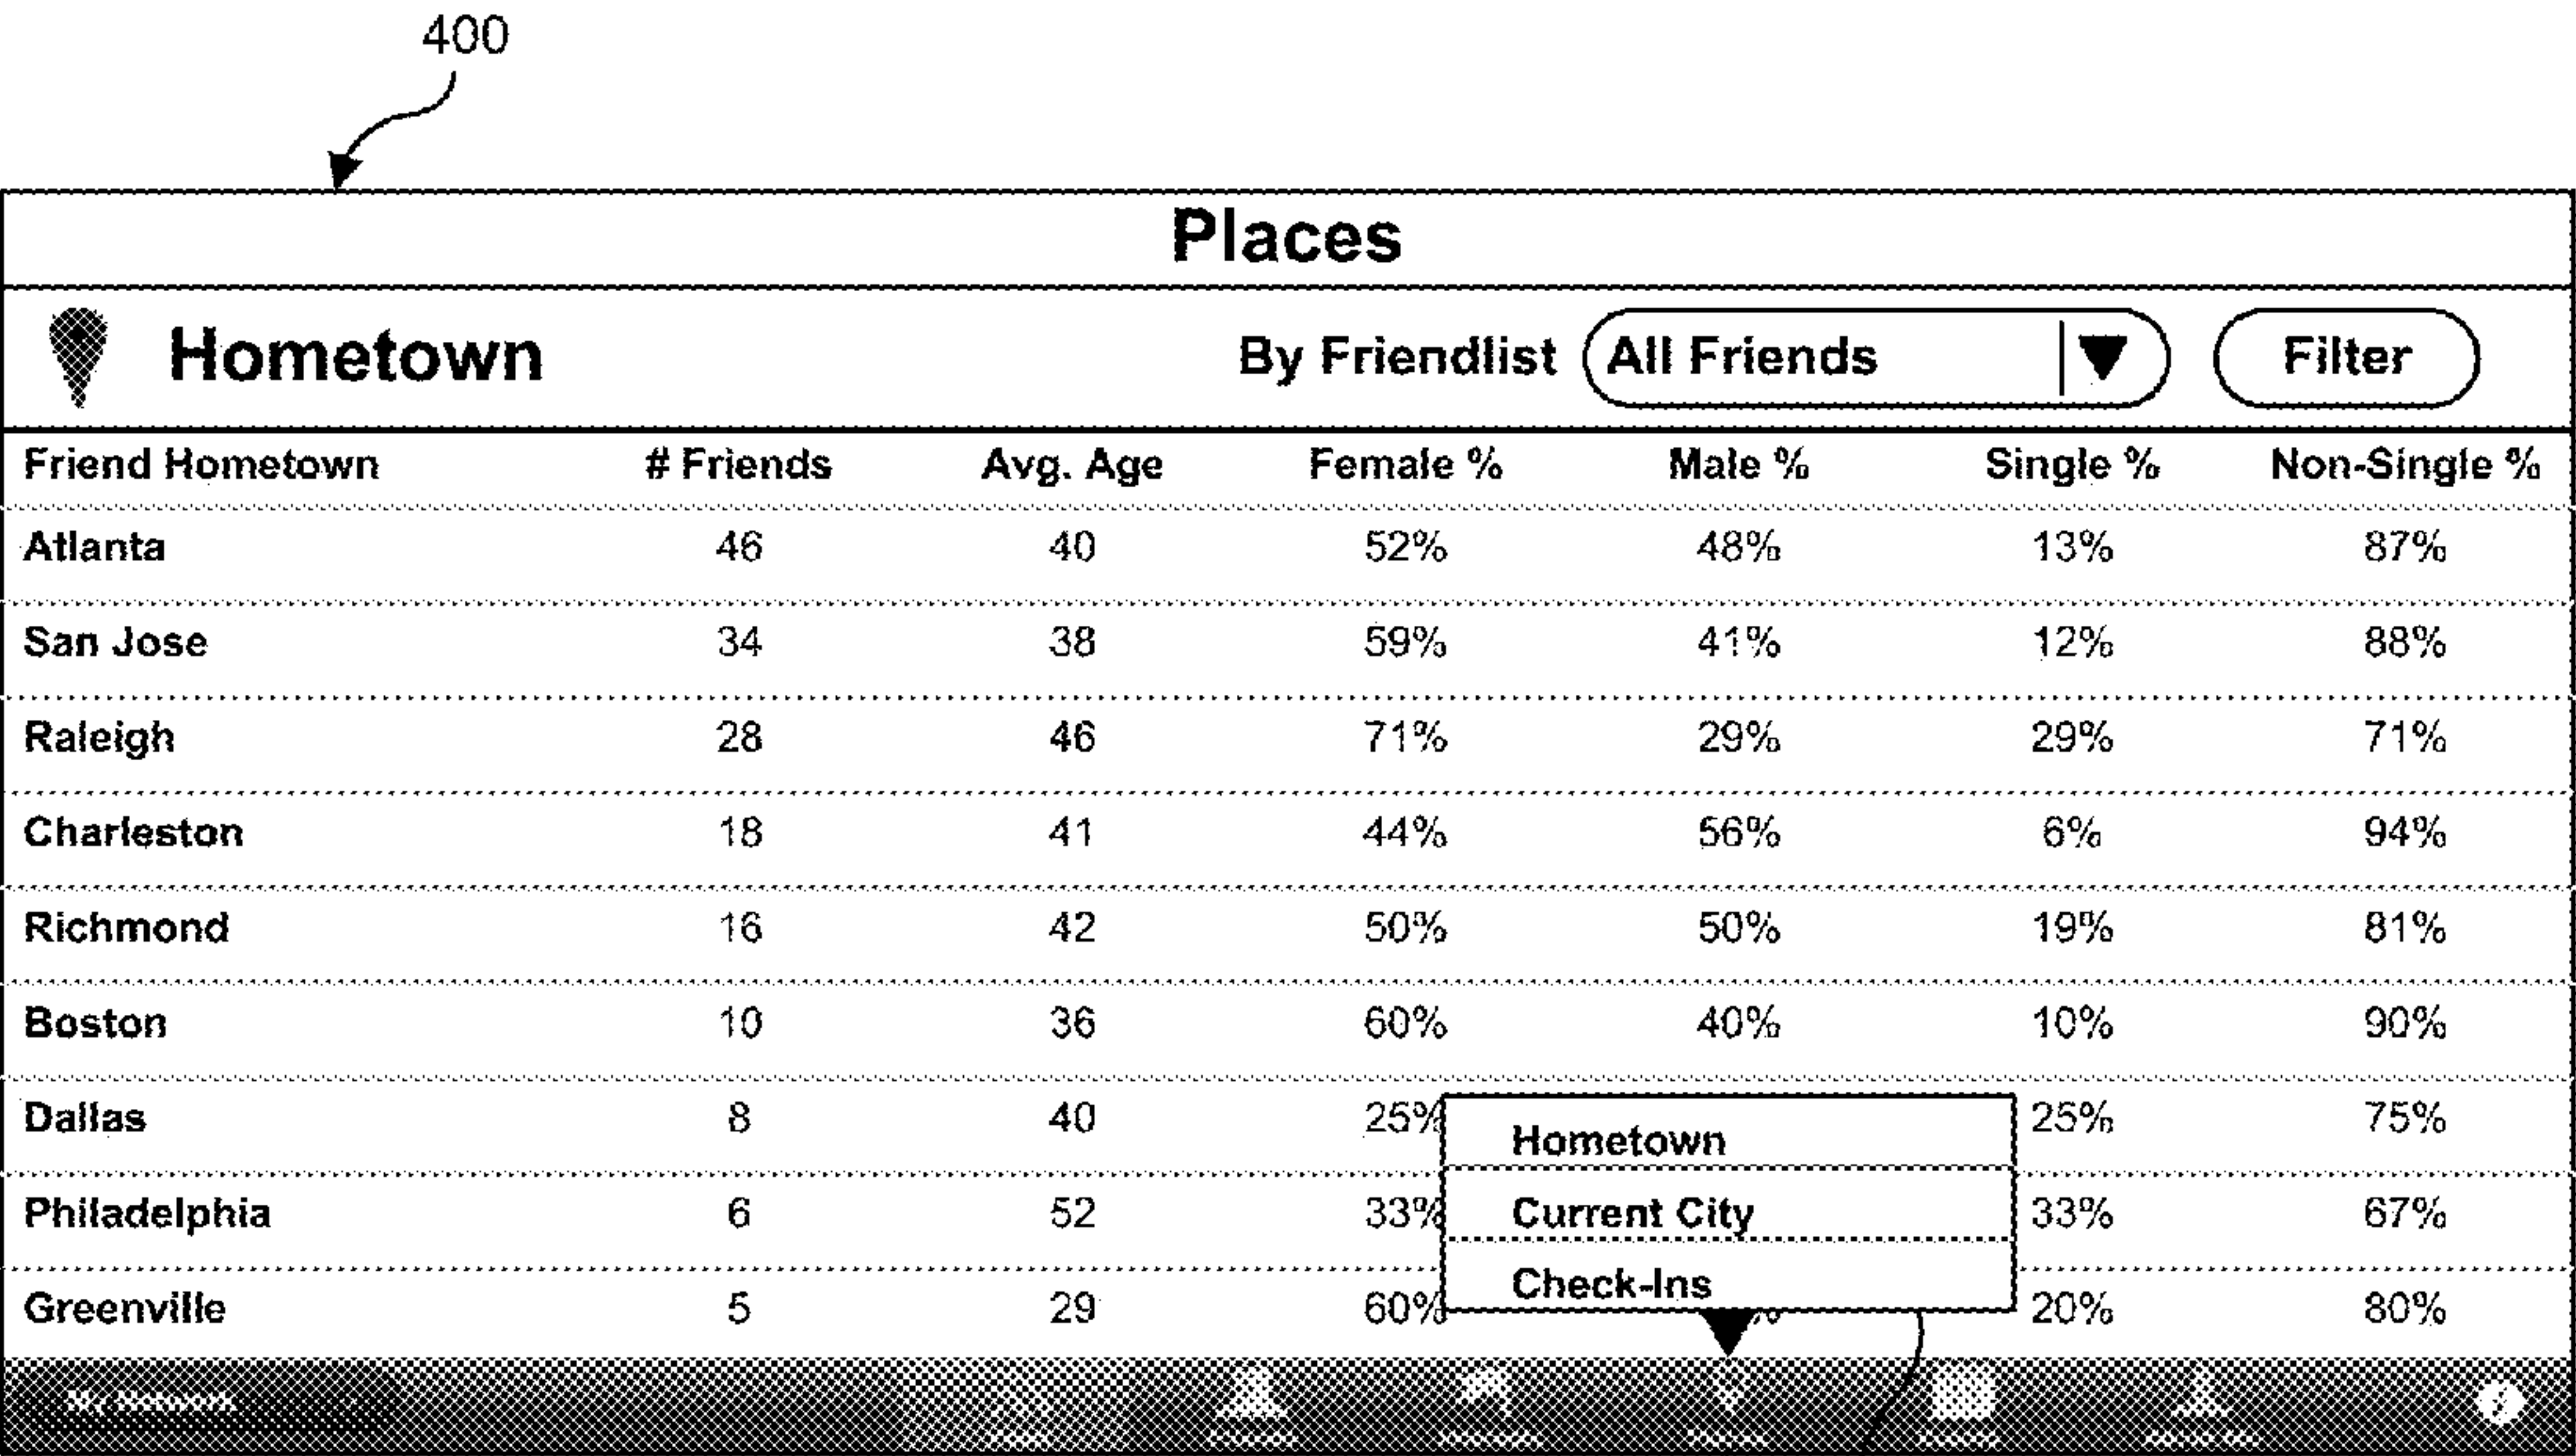 400
Places
Hometown By Friendlist All Friends Filter
Friend Hometown # Friends Avg. Age Female % Male % Single % Non-Single %
Atlanta 46 40 52% 48% 13% 87%
San Jose 34 38 59% 41% 12% 88%
Raleigh 28 46 71% 29% 29% 71%
Charleston 18 41 44% 56% 6% 94%
Richmond 16 42 50% 50% 19% 81%
Boston 10 36 60% 40% 10% 90%
Dallas 8 40 25% 25% 75%
Hometown
Philadelphia 6 52 33% 33% 67%
Current City
Check-Ins
Greenville 5 29 60% 20% 80%
My Network